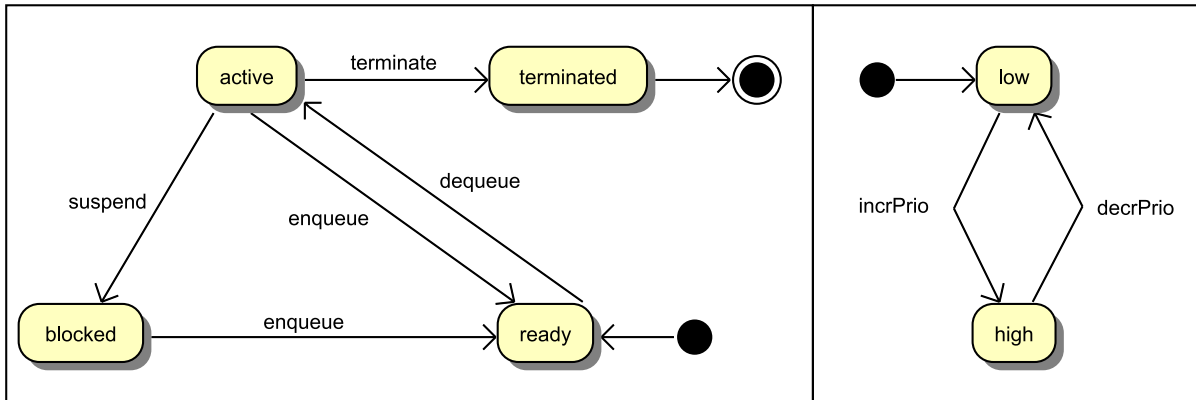 active
terminate
terminated
low
suspend
enqueue
dequeue
incrPrio
decrPrio
blocked
enqueue
ready
high